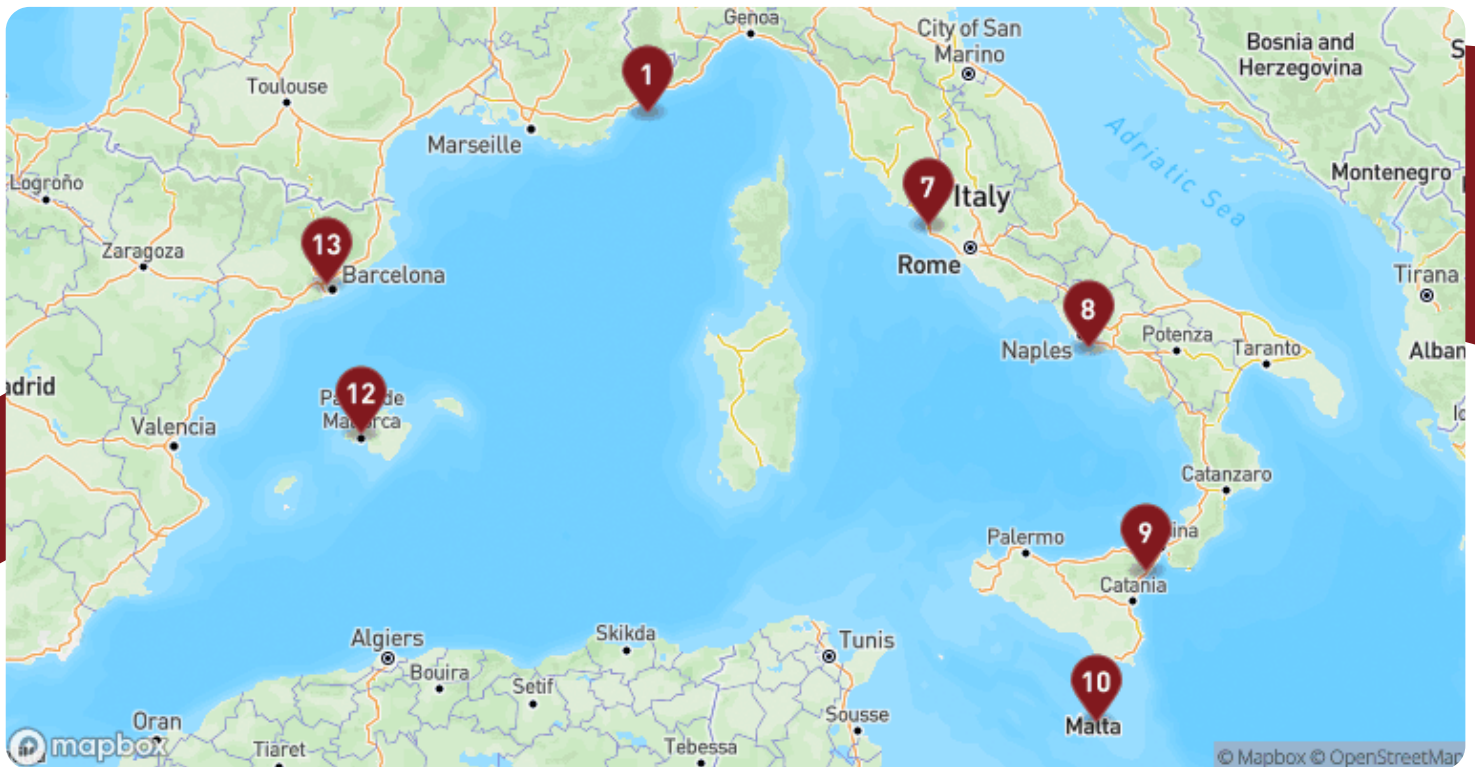 Genoa
City of San
Marino
Bosnia and
Herzegovina
S
1
Toulouse
Marseille
Adriatic Sea
Logroño
7
Italy
Montenegro
13
Zaragoza
Barcelona
Rome
Tirana
8
Naples
Potenza
Taranto
Alban
adrid
12
Valencia
Catanzaro
9
ina
Palermo
Catania
Algiers
Skikda
Tunis
Bouira
Setif
10
Malta
Oran
Sousse
Tiaret
Tebessa
mapbox
© Mapbox © OpenStreetMap